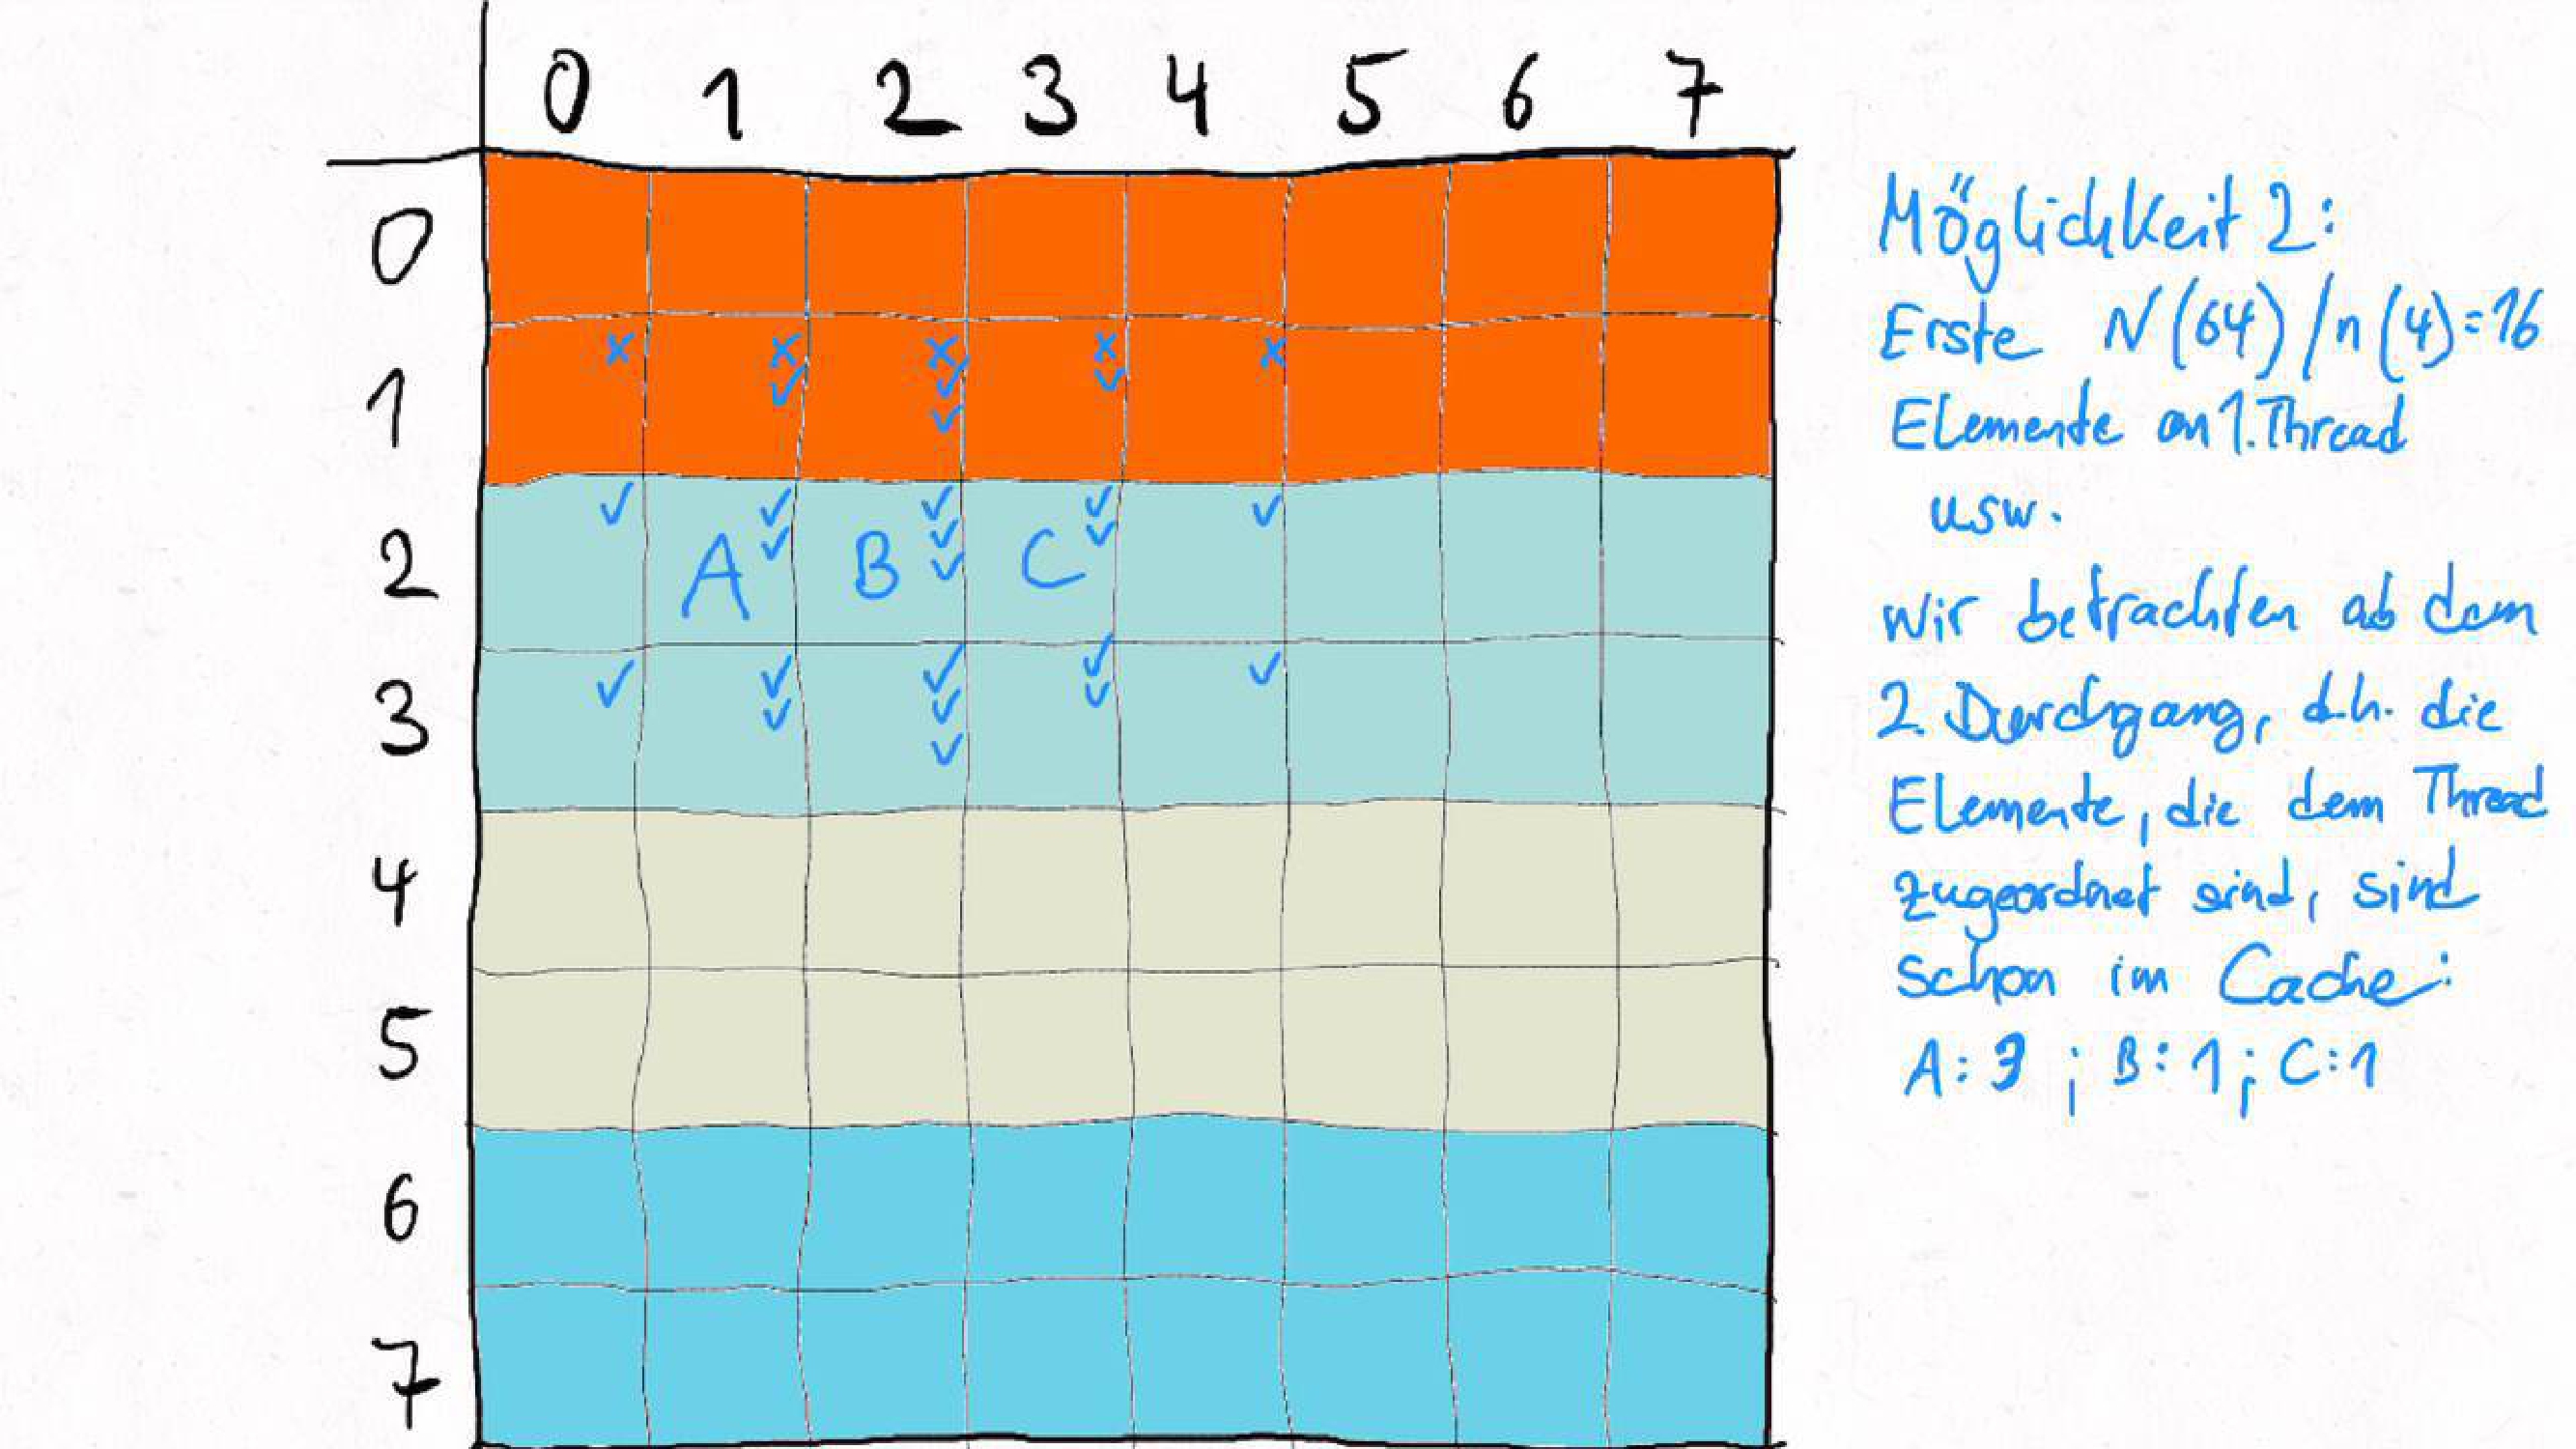 0 1 2 3 4 5 6 7
0
1 x x x x x
✓ ✓ ✓
✓
2 ✓ A ✓ B ✓ C ✓ ✓
✓ ✓ ✓
✓
3 ✓ ✓ ✓ ✓ ✓
✓ ✓ ✓
✓
4
5
6
7
Möglichkeit 2:
Erste N(64)/n(4)=16
Elemente an 1. Thread
usw.
Wir betrachten ab dem
2. Durchgang, d.h. die
Elemente, die dem Thread
zugeordnet sind, sind
schon im Cache:
A: 3 ; B: 1 ; C: 1